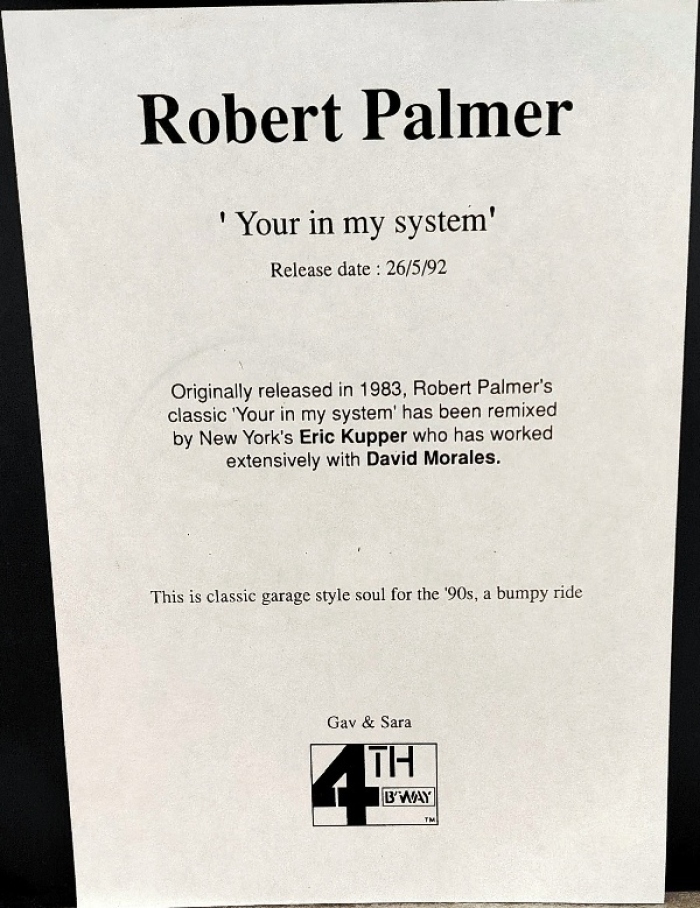 Robert Palmer
' Your in my system'
Release date : 26/5/92
Originally released in 1983, Robert Palmer's
classic 'Your in my system' has been remixed
by New York's Eric Kupper who has worked
extensively with David Morales.
This is classic garage style soul for the '90s, a bumpy ride
Gav & Sara
4TH
B'WAY
TM